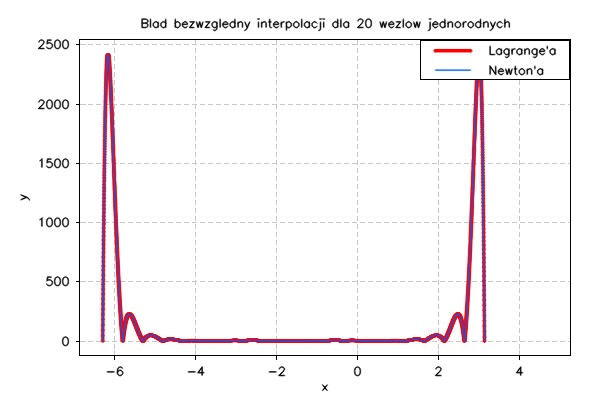 Blad bezwzgledny interpolacji dla 20 wezlow jednorodnych
Lagrange'a
Newton'a
2500
2000
1500
1000
500
0
y
−6 −4 −2 0 2 4
x